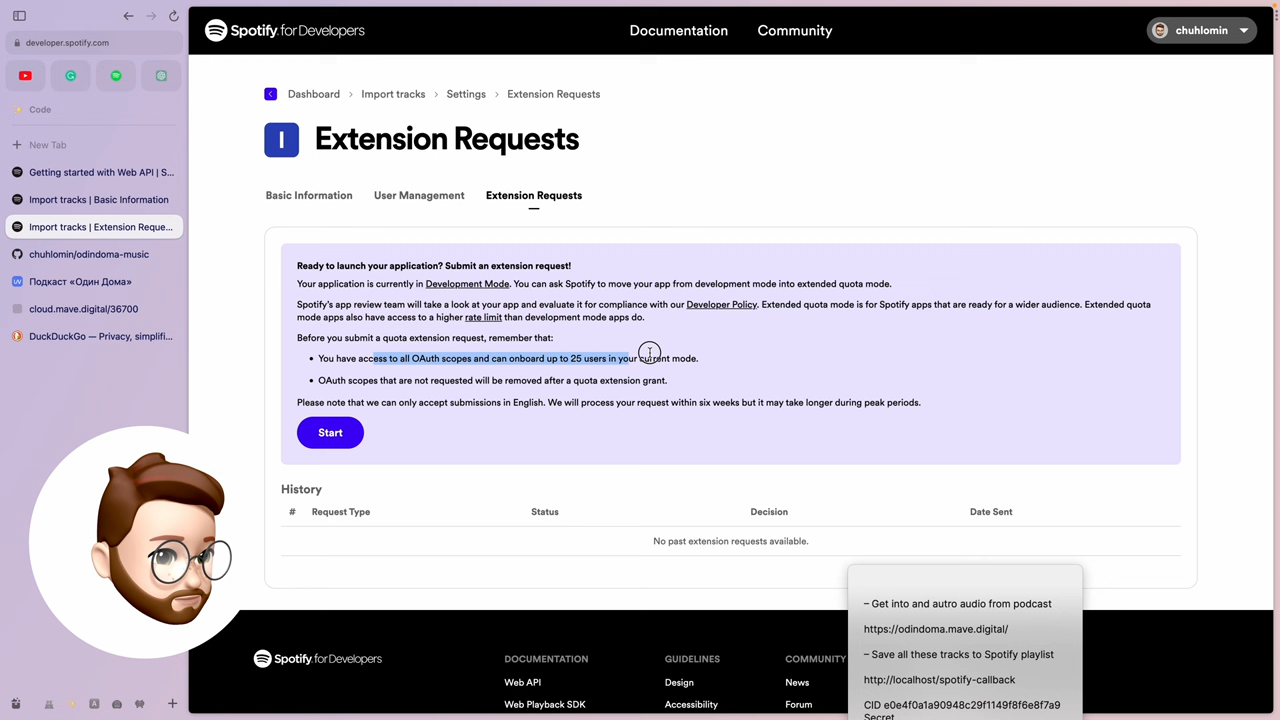 Spotify for Developers
Documentation
Community
chuhlomin
developer.spotify.com
Code
New Tab
Getting started with Web API | S...
Import tracks | Basic Information
Import tracks | Extension Reque...
chuhlomin/odindoma-music
Подкаст «Один Дома»
cloud.mave.digital/36700
DuckDuckGo — Privacy, simplifi...
Dashboard > Import tracks > Settings > Extension Requests
I
Extension Requests
Basic Information
User Management
Extension Requests
Ready to launch your application? Submit an extension request!
Your application is currently in Development Mode. You can ask Spotify to move your app from development mode into extended quota mode.
Spotify's app review team will take a look at your app and evaluate it for compliance with our Developer Policy. Extended quota mode is for Spotify apps that are ready for a wider audience. Extended quota
mode apps also have access to a higher rate limit than development mode apps do.
Before you submit a quota extension request, remember that:
• You have access to all OAuth scopes and can onboard up to 25 users in your current mode.
• OAuth scopes that are not requested will be removed after a quota extension grant.
Please note that we can only accept submissions in English. We will process your request within six weeks but it may take longer during peak periods.
Start
History
# Request Type Status Decision Date Sent
No past extension requests available.
Spotify for Developers
DOCUMENTATION
Web API
Web Playback SDK
GUIDELINES
Design
Accessibility
COMMUNITY
News
Forum
– Get into and autro audio from podcast
https://odindoma.mave.digital/
– Save all these tracks to Spotify playlist
http://localhost/spotify-callback
CID e0e4f0a1a90948c29f1149f8f6e8f7a9
Secret